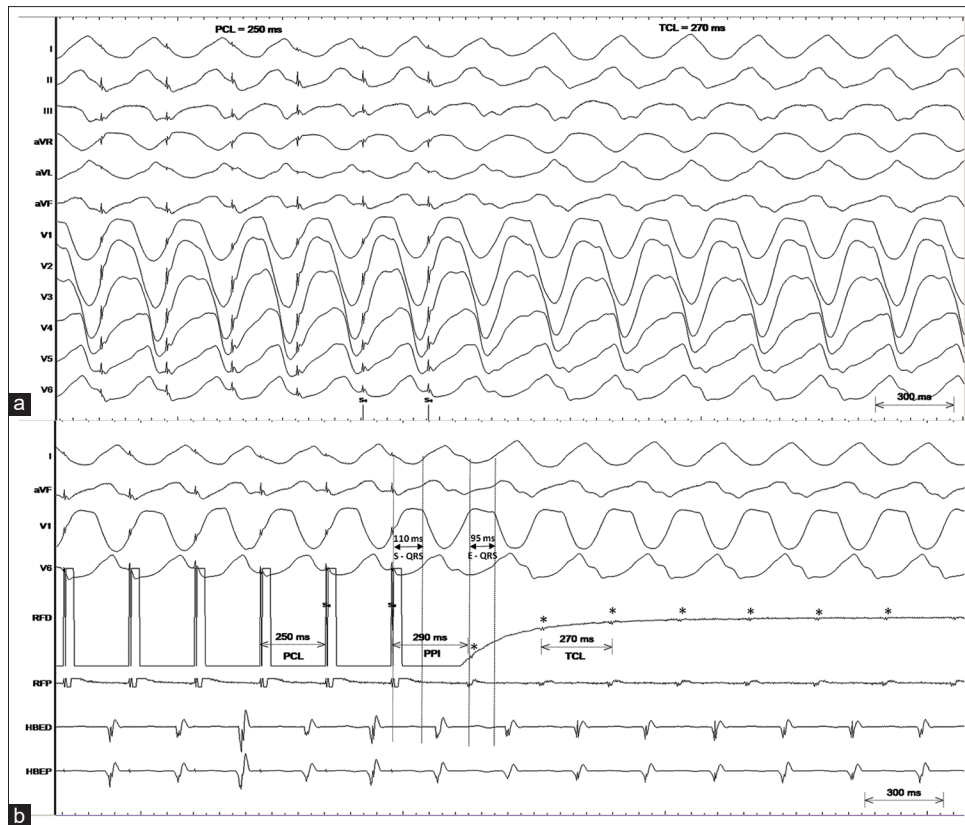 PCL = 250 ms TCL = 270 ms
I
II
III
aVR
aVL
aVF
V1
V2
V3
V4
V5
V6
S₁ S₁
300 ms
a
I
aVF
V1
110 ms 95 ms
S - QRS E - QRS
V6
* * * * * *
RFD
250 ms 290 ms 270 ms
PCL PPI TCL
RFP
HBED
HBEP
300 ms
b